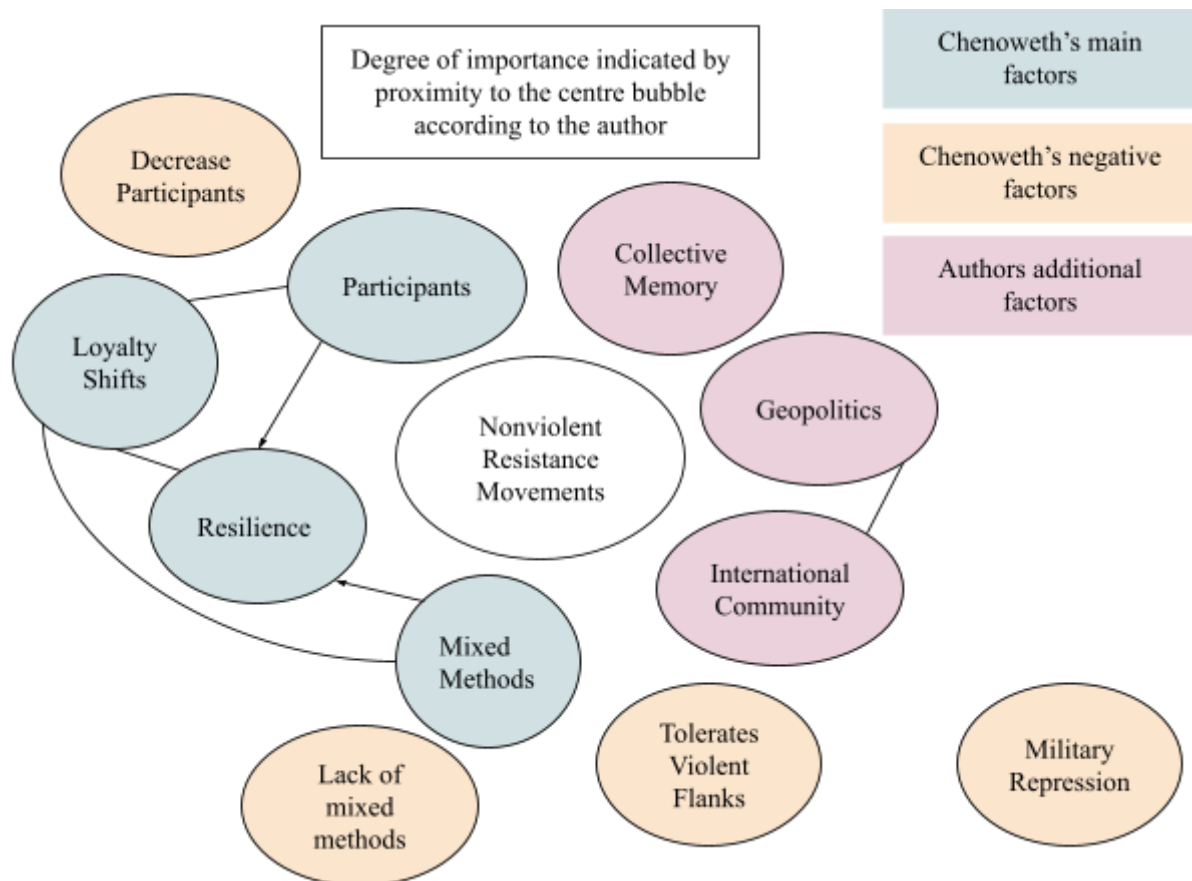 Degree of importance indicated by
proximity to the centre bubble
according to the author
Chenoweth’s main
factors
Chenoweth’s negative
factors
Authors additional
factors
Decrease
Participants
Participants
Collective
Memory
Loyalty
Shifts
Geopolitics
Nonviolent
Resistance
Movements
Resilience
International
Community
Mixed
Methods
Lack of
mixed
methods
Tolerates
Violent
Flanks
Military
Repression